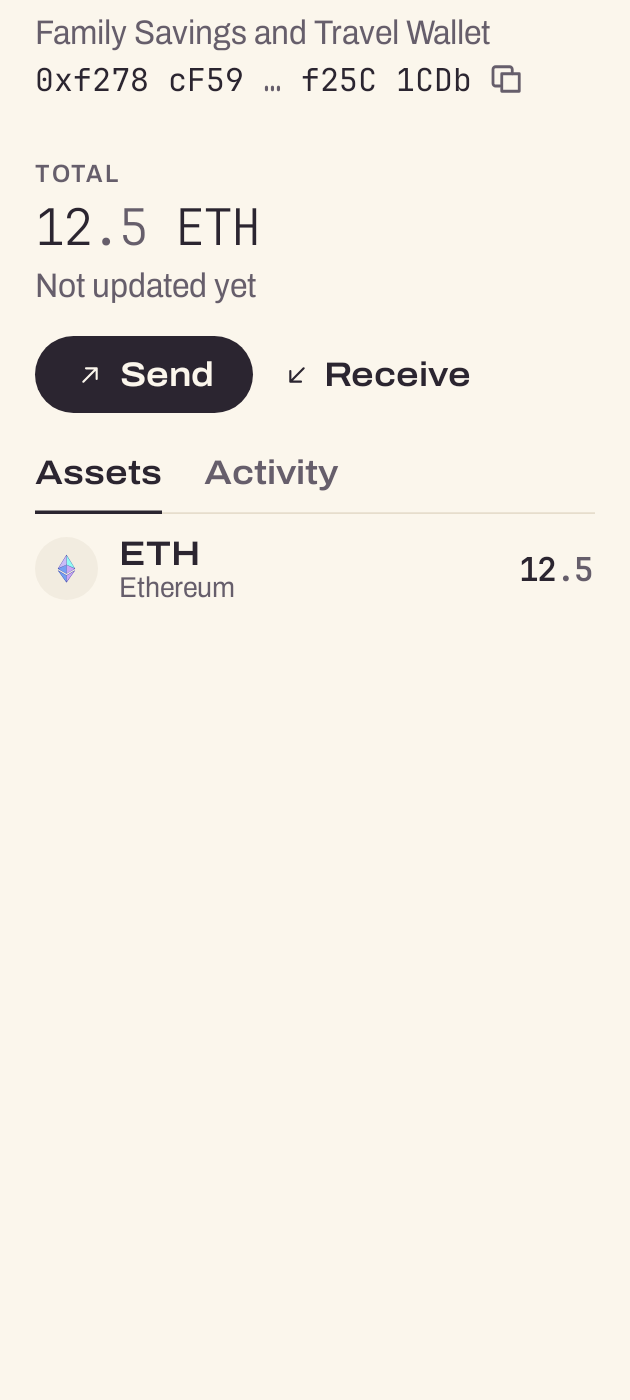 Family Savings and Travel Wallet
0xf278 cF59 … f25C 1CDb
TOTAL
12.5 ETH
Not updated yet
Send
Receive
Assets
Activity
ETH
Ethereum
12.5